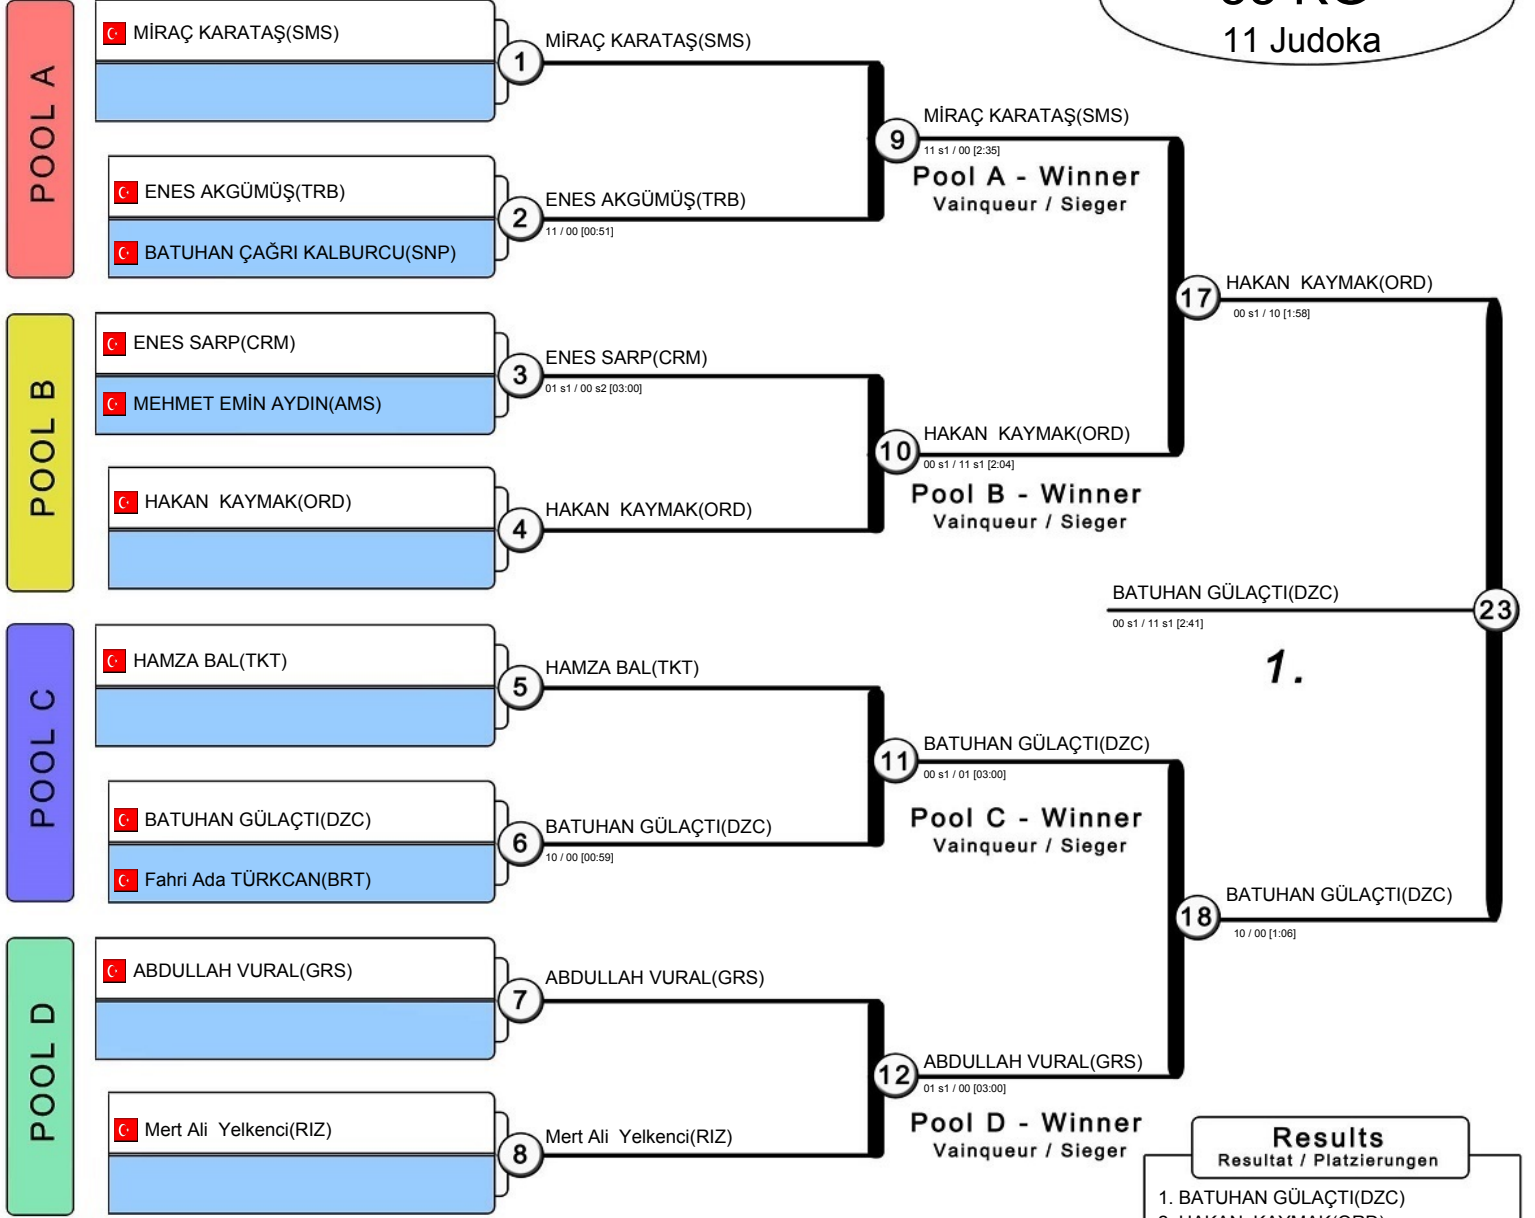 11 Judoka
POOL A
MİRAÇ KARATAŞ(SMS)
1
MİRAÇ KARATAŞ(SMS)
ENES AKGÜMÜŞ(TRB)
BATUHAN ÇAĞRI KALBURCU(SNP)
2
ENES AKGÜMÜŞ(TRB)
11 / 00 [00:51]
9
MİRAÇ KARATAŞ(SMS)
11 s1 / 00 [2:35]
Pool A - Winner
Vainqueur / Sieger
POOL B
ENES SARP(CRM)
MEHMET EMİN AYDIN(AMS)
3
ENES SARP(CRM)
01 s1 / 00 s2 [03:00]
HAKAN  KAYMAK(ORD)
4
HAKAN  KAYMAK(ORD)
10
HAKAN  KAYMAK(ORD)
00 s1 / 11 s1 [2:04]
Pool B - Winner
Vainqueur / Sieger
17
HAKAN  KAYMAK(ORD)
00 s1 / 10 [1:58]
POOL C
HAMZA BAL(TKT)
5
HAMZA BAL(TKT)
BATUHAN GÜLAÇTI(DZC)
Fahri Ada TÜRKCAN(BRT)
6
BATUHAN GÜLAÇTI(DZC)
10 / 00 [00:59]
11
BATUHAN GÜLAÇTI(DZC)
00 s1 / 01 [03:00]
Pool C - Winner
Vainqueur / Sieger
POOL D
ABDULLAH VURAL(GRS)
7
ABDULLAH VURAL(GRS)
Mert Ali  Yelkenci(RIZ)
8
Mert Ali  Yelkenci(RIZ)
12
ABDULLAH VURAL(GRS)
01 s1 / 00 [03:00]
Pool D - Winner
Vainqueur / Sieger
18
BATUHAN GÜLAÇTI(DZC)
10 / 00 [1:06]
BATUHAN GÜLAÇTI(DZC)
23
00 s1 / 11 s1 [2:41]
1.
Results
Resultat / Platzierungen
1. BATUHAN GÜLAÇTI(DZC)